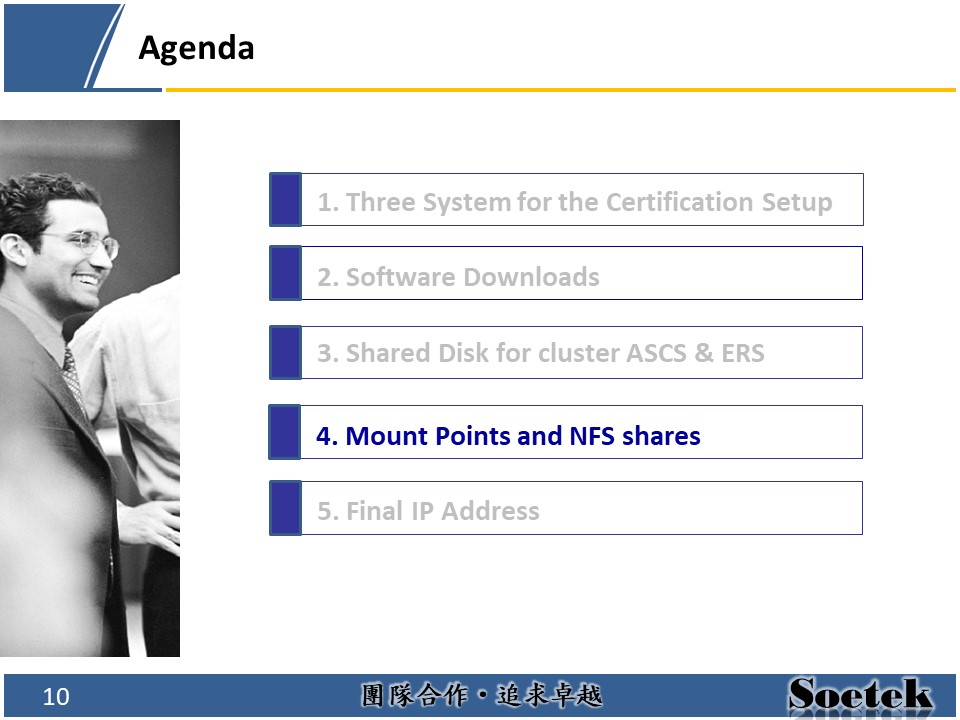 Agenda
1. Three System for the Certification Setup
2. Software Downloads
3. Shared Disk for cluster ASCS & ERS
4. Mount Points and NFS shares
5. Final IP Address
10
團隊合作・追求卓越
Soetek